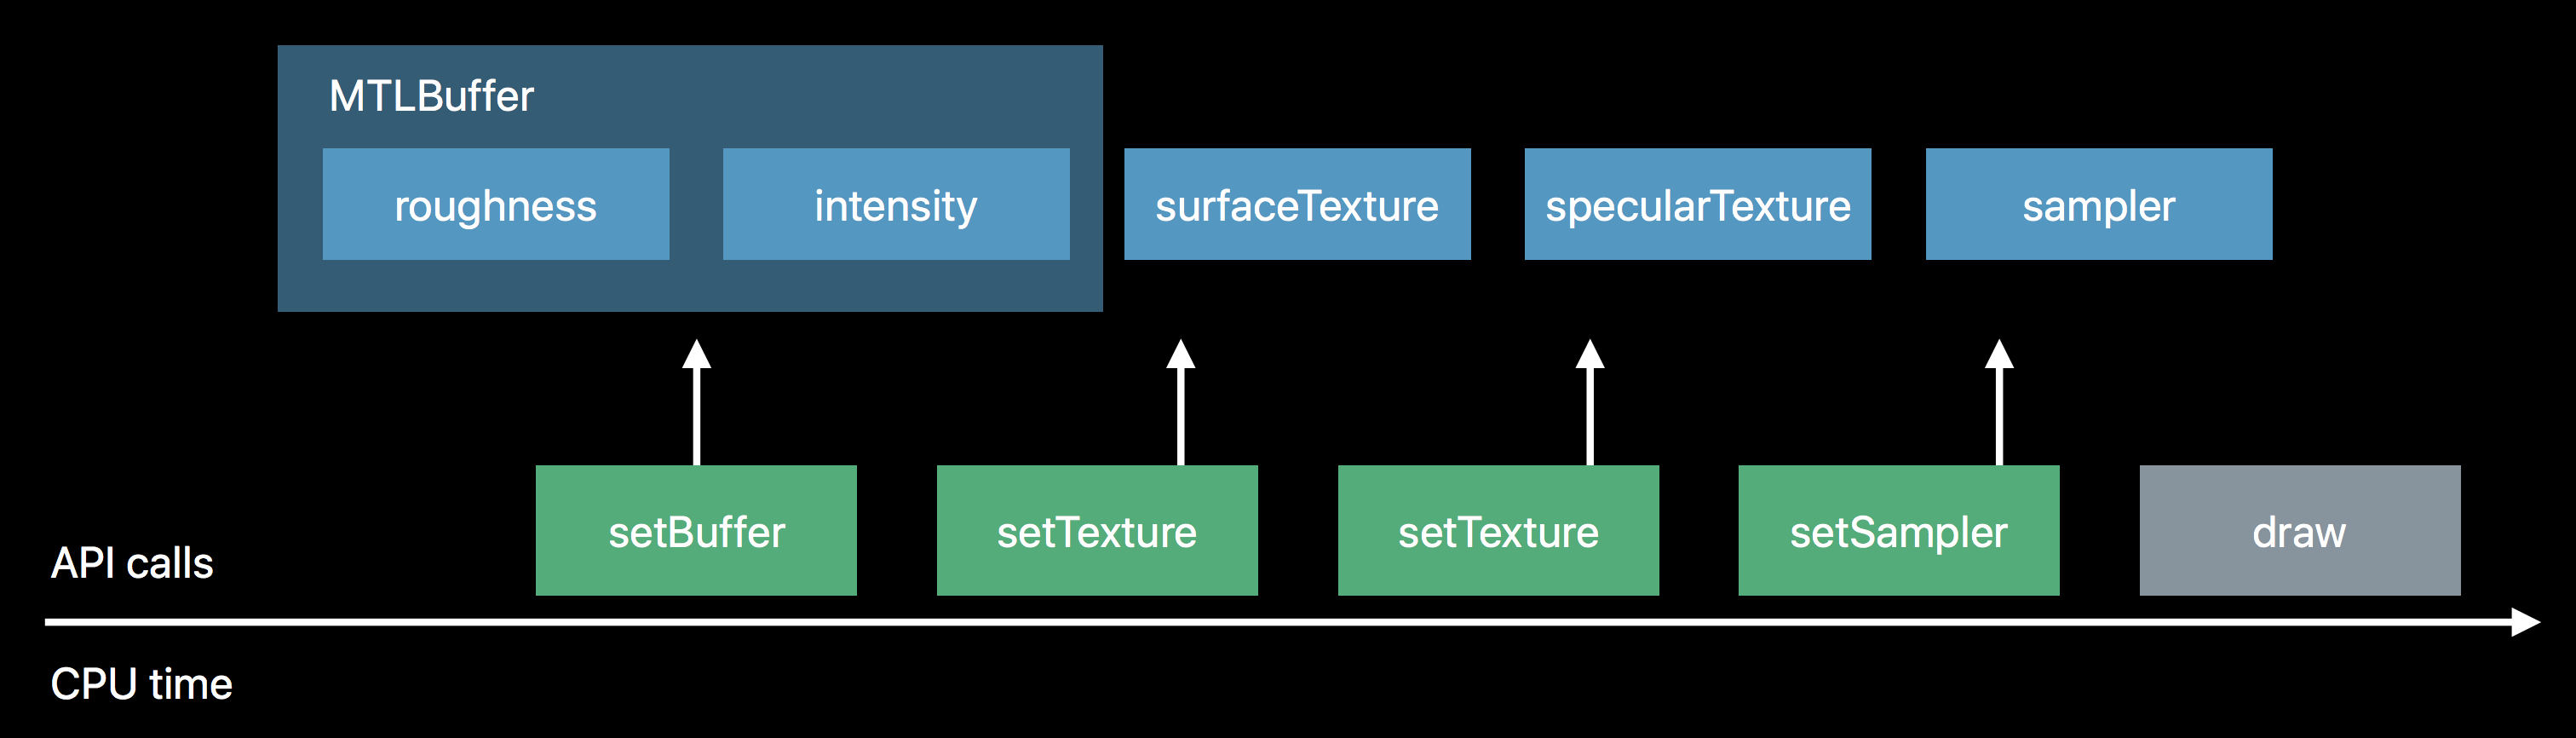 MTLBuffer
roughness
intensity
surfaceTexture
specularTexture
sampler
setBuffer
setTexture
setTexture
setSampler
draw
API calls
CPU time